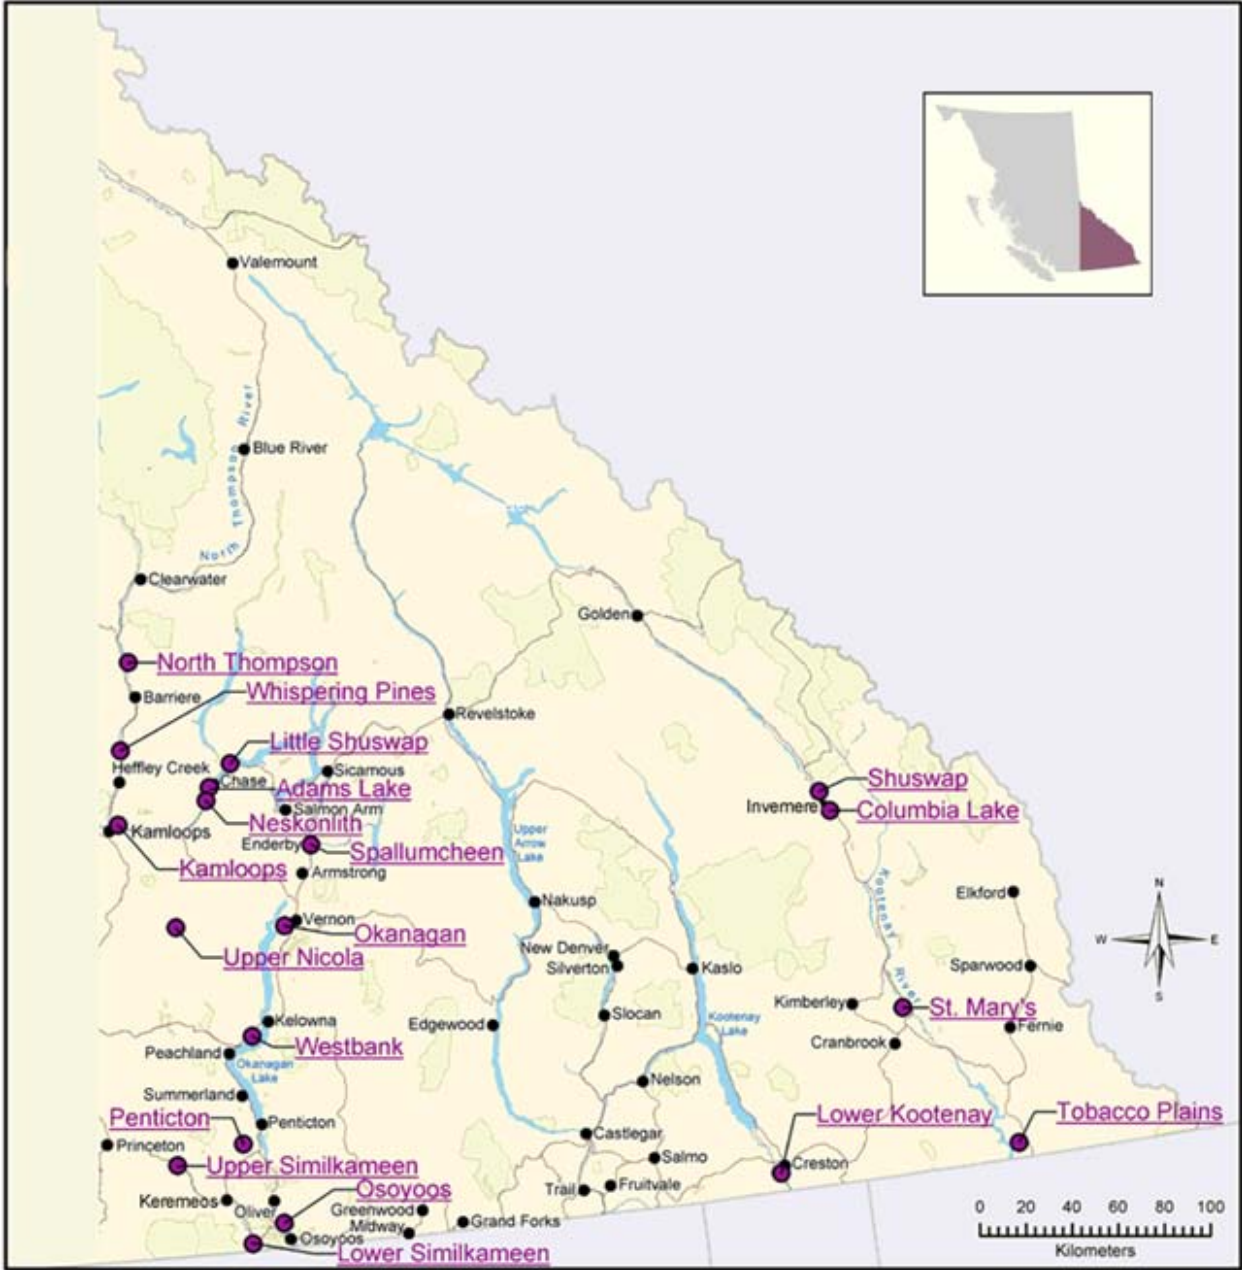 Valemount
North Thompson River
Blue River
Clearwater
Golden
North Thompson
Whispering Pines
Barriere
Revelstoke
Little Shuswap
Heffley Creek
Sicamous
Chase
Shuswap
Adams Lake
Invermere
Columbia Lake
Salmon Arm
Neskonlith
Kamloops
Upper
Arrow
Lake
Enderby
Spallumcheen
Kamloops
Armstrong
Kootenay River
Elkford
N
Nakusp
Vernon
Okanagan
W
E
New Denver
Upper Nicola
Silverton
Kaslo
Sparwood
S
Kimberley
St. Mary's
Slocan
Kootenay
Lake
Kelowna
Edgewood
Fernie
Westbank
Cranbrook
Peachland
Okanagan
Lake
Nelson
Summerland
Penticton
Lower Kootenay
Tobacco Plains
Penticton
Castlegar
Princeton
Salmo
Creston
Upper Similkameen
Osoyoos
Trail
Fruitvale
Keremeos
Oliver
Greenwood
Midway
Grand Forks
Osoyoos
Lower Similkameen
0 20 40 60 80 100
Kilometers